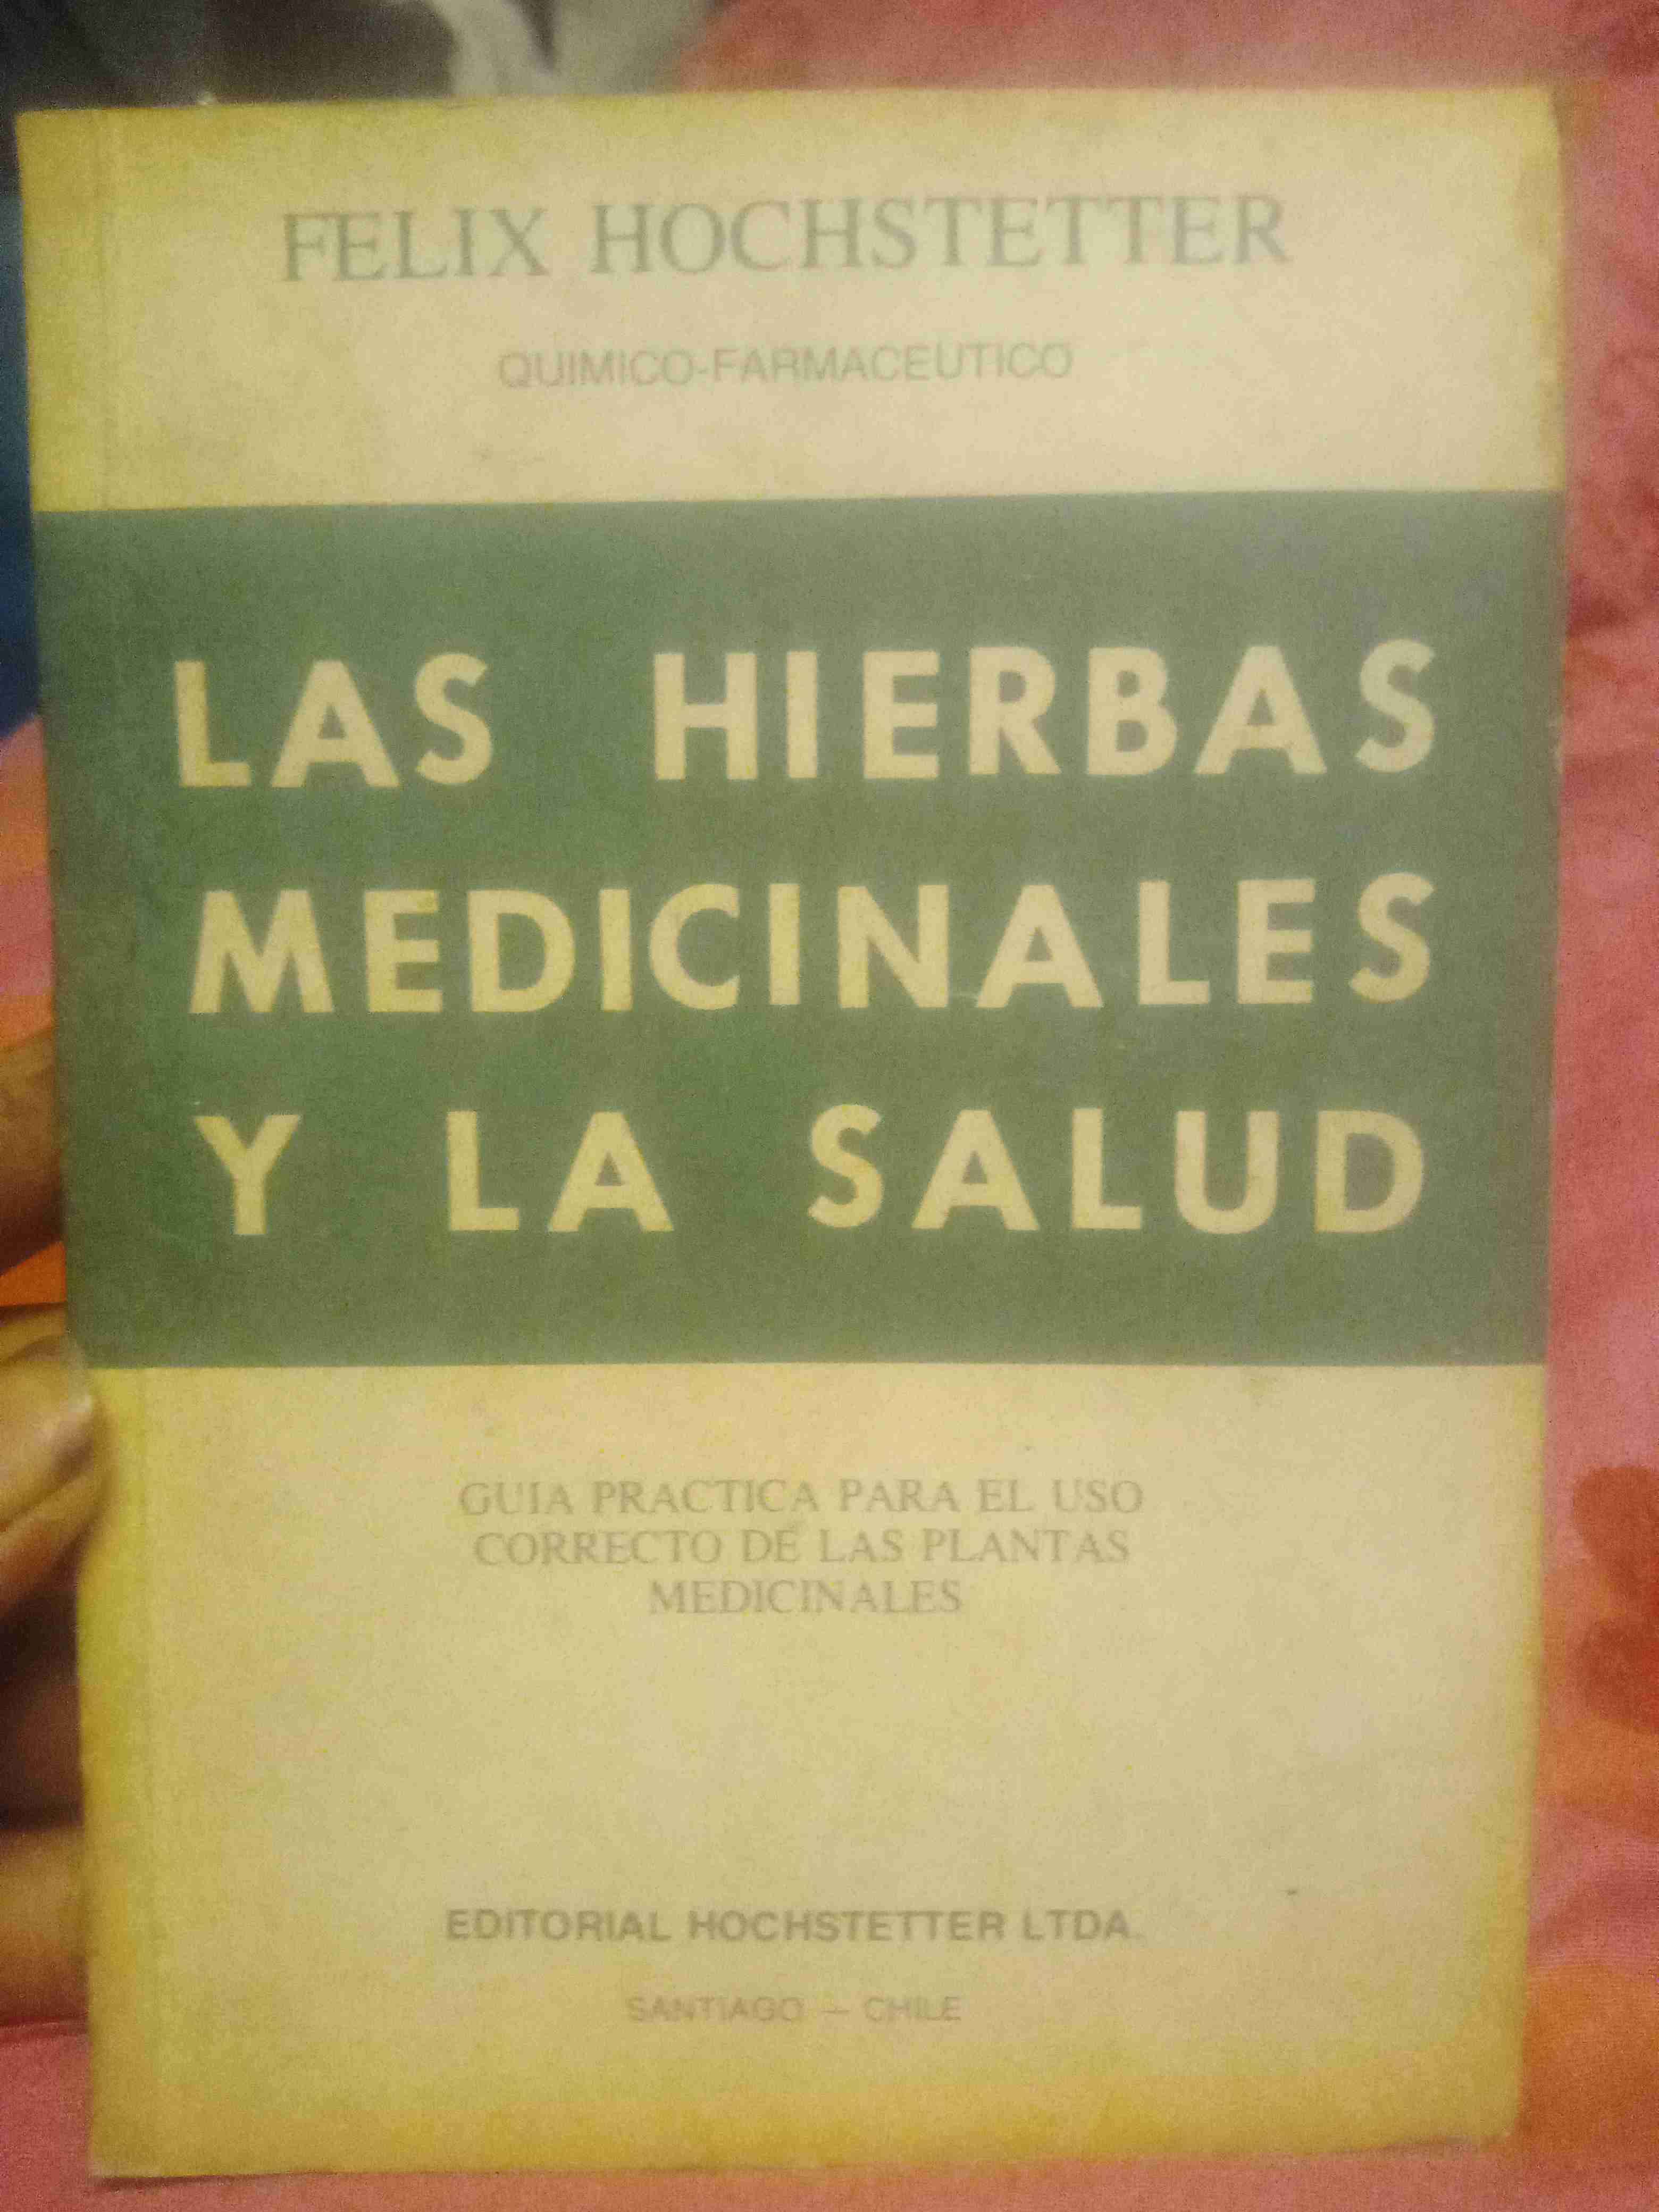 FELIX HOCHSTETTER
QUIMICO-FARMACEUTICO
LAS HIERBAS
MEDICINALES
Y LA SALUD
GUIA PRACTICA PARA EL USO
CORRECTO DE LAS PLANTAS
MEDICINALES
EDITORIAL HOCHSTETTER LTDA.
SANTIAGO — CHILE